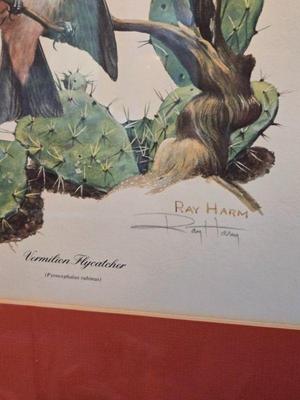 RAY HARM
Ray Harm
Vermilion Flycatcher
(Pyrocephalus rubinus)